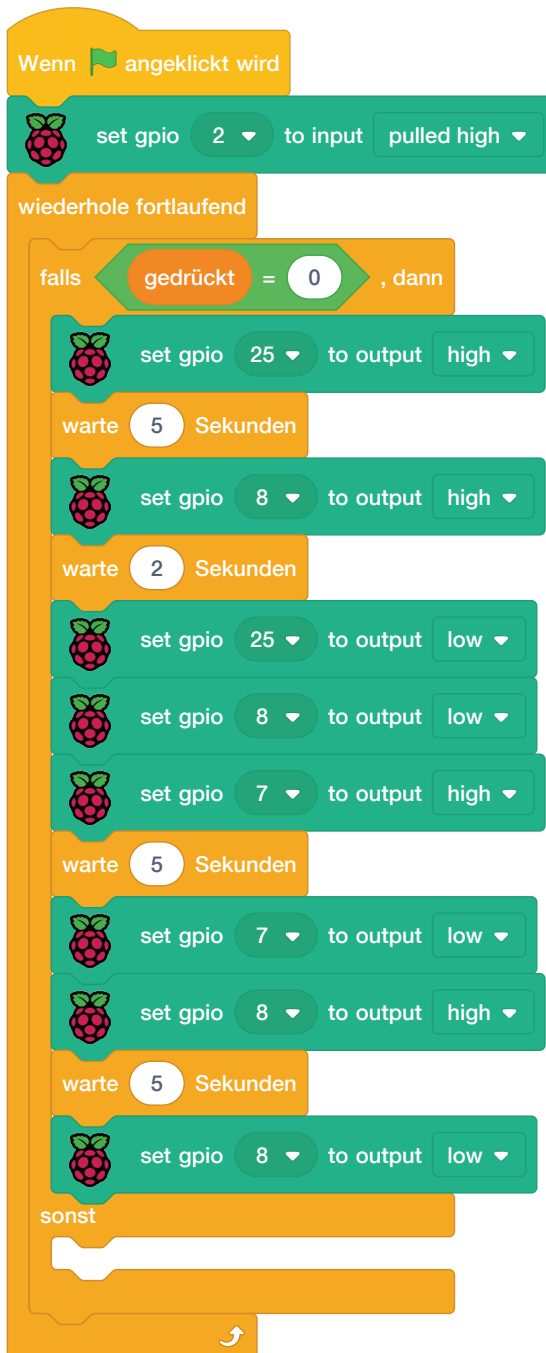 Wenn angeklickt wird
set gpio 2 to input pulled high
wiederhole fortlaufend
falls gedrückt = 0 , dann
set gpio 25 to output high
warte 5 Sekunden
set gpio 8 to output high
warte 2 Sekunden
set gpio 25 to output low
set gpio 8 to output low
set gpio 7 to output high
warte 5 Sekunden
set gpio 7 to output low
set gpio 8 to output high
warte 5 Sekunden
set gpio 8 to output low
sonst